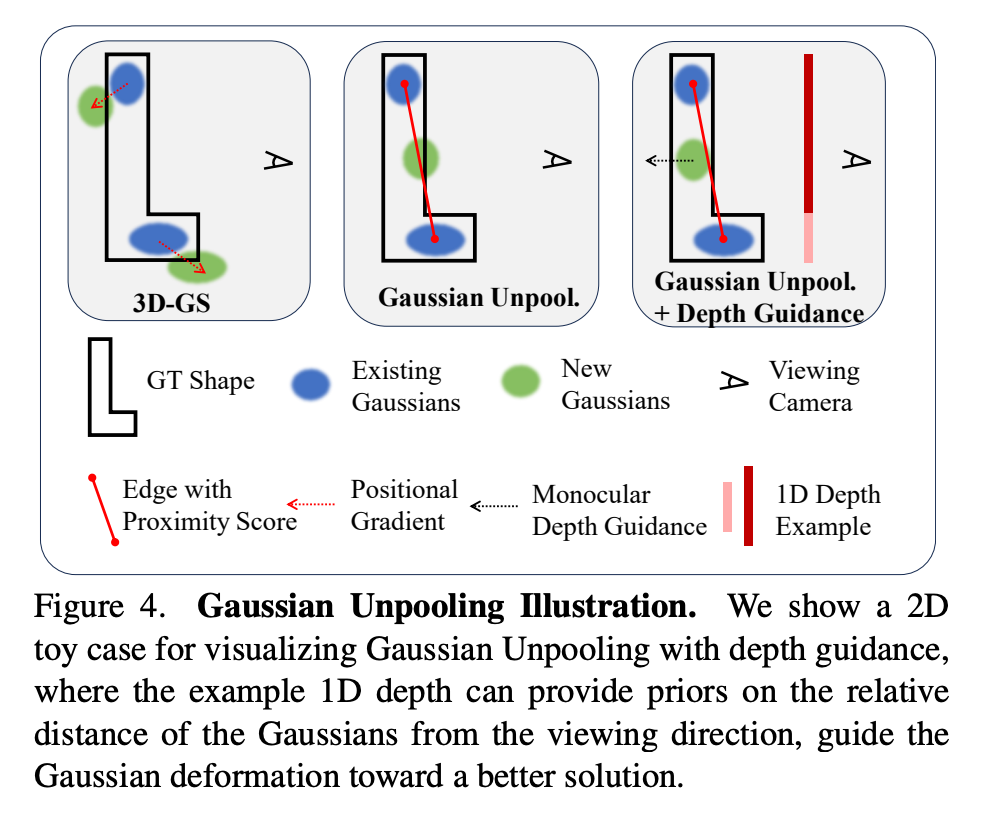 3D-GS
Gaussian Unpool.
Gaussian Unpool.
+ Depth Guidance
GT Shape
Existing
Gaussians
New
Gaussians
Viewing
Camera
Edge with
Proximity Score
Positional
Gradient
Monocular
Depth Guidance
1D Depth
Example
Figure 4. Gaussian Unpooling Illustration. We show a 2D
toy case for visualizing Gaussian Unpooling with depth guidance,
where the example 1D depth can provide priors on the relative
distance of the Gaussians from the viewing direction, guide the
Gaussian deformation toward a better solution.